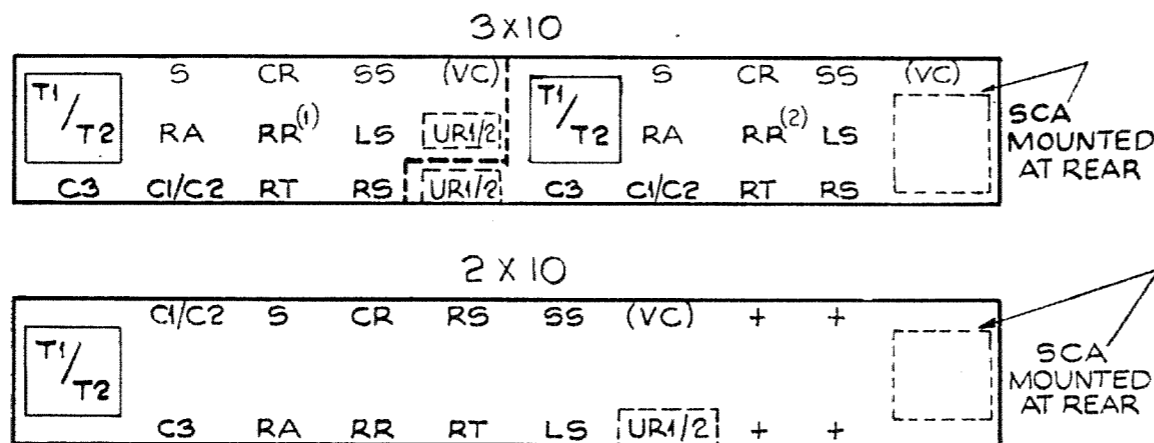 3X10
S CR SS (VC) S CR SS (VC)
T1/T2 RA RR(1) LS UR1/2 T1/T2 RA RR(2) LS
C3 C1/C2 RT RS UR1/2 C3 C1/C2 RT RS
SCA
MOUNTED
AT REAR
2X10
C1/C2 S CR RS SS (VC) + +
T1/T2
C3 RA RR RT LS UR1/2 + +
SCA
MOUNTED
AT REAR